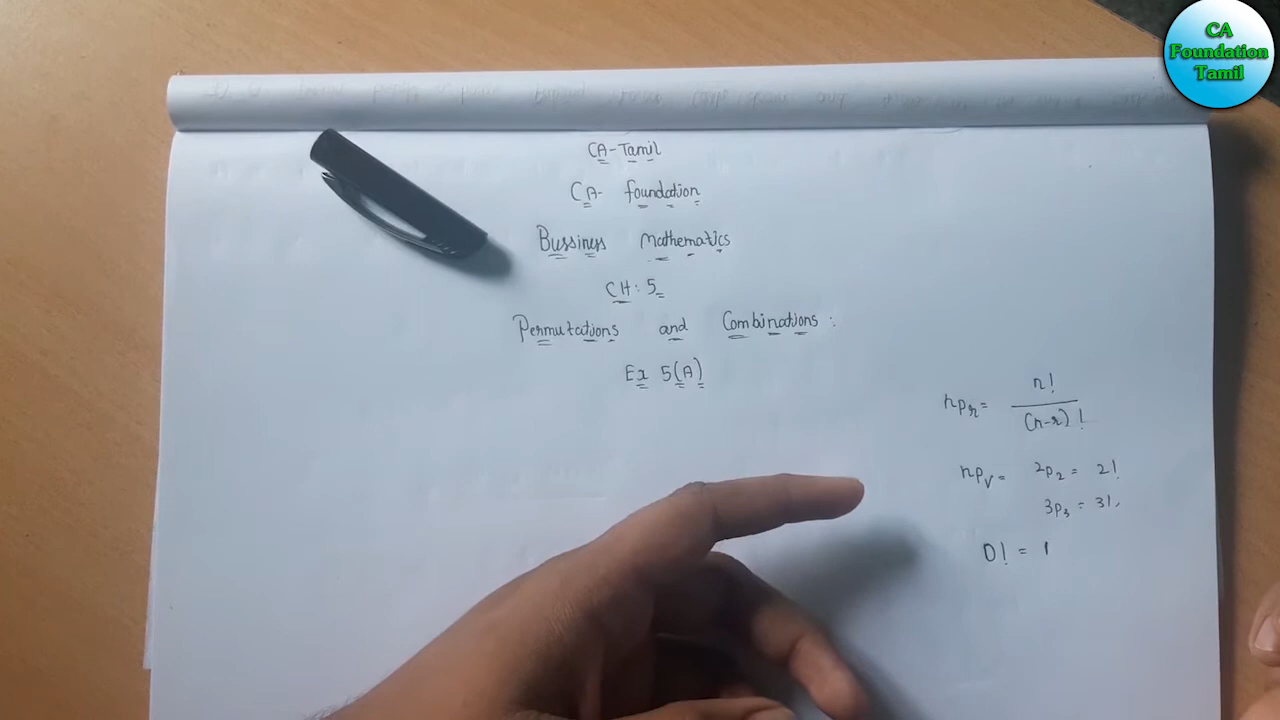 CA
Foundation
Tamil
CA-Tamil
CA- foundation
Bussiness Mathematics
CH: 5
Permutations and Combinations :
Ex 5(A)
nPr = n! / (n-r)!
nPr = 2P2 = 2!
3P3 = 3!
0! = 1